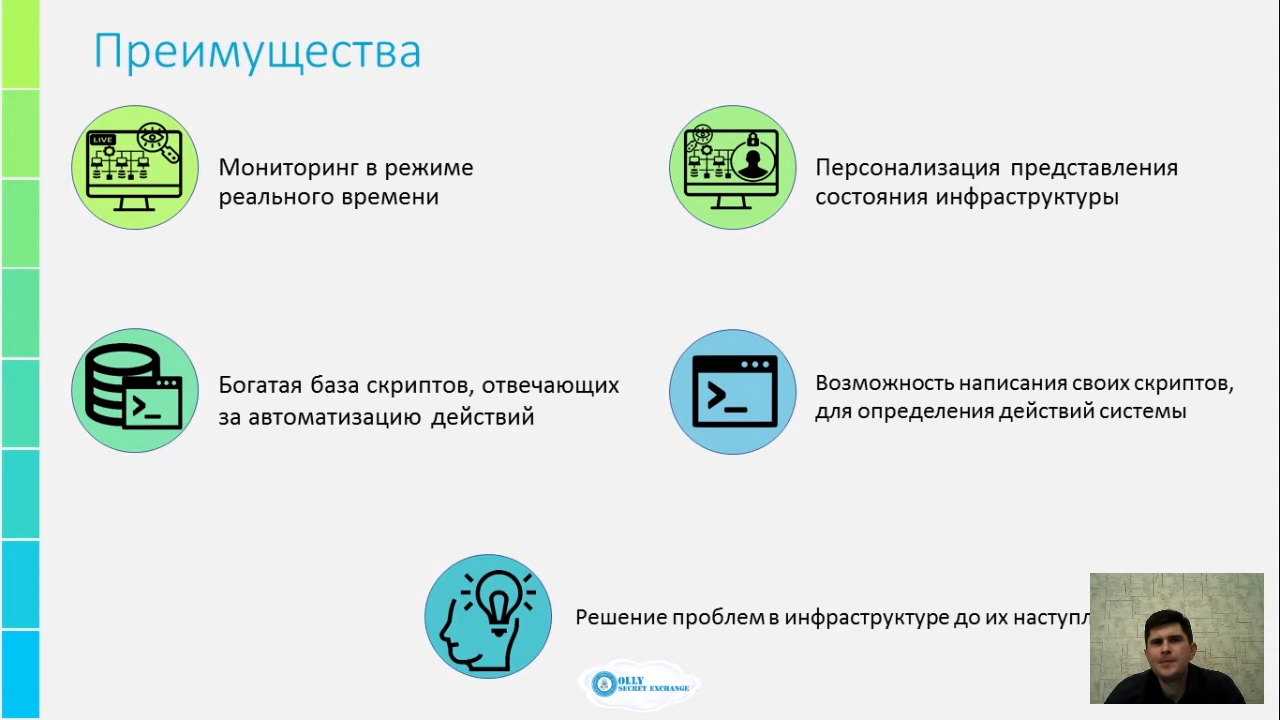 Преимущества
LIVE
Мониторинг в режиме
реального времени
Персонализация представления
состояния инфраструктуры
Богатая база скриптов, отвечающих
за автоматизацию действий
Возможность написания своих скриптов,
для определения действий системы
Решение проблем в инфраструктуре до их наступл
OLLY
SECRET EXCHANGE